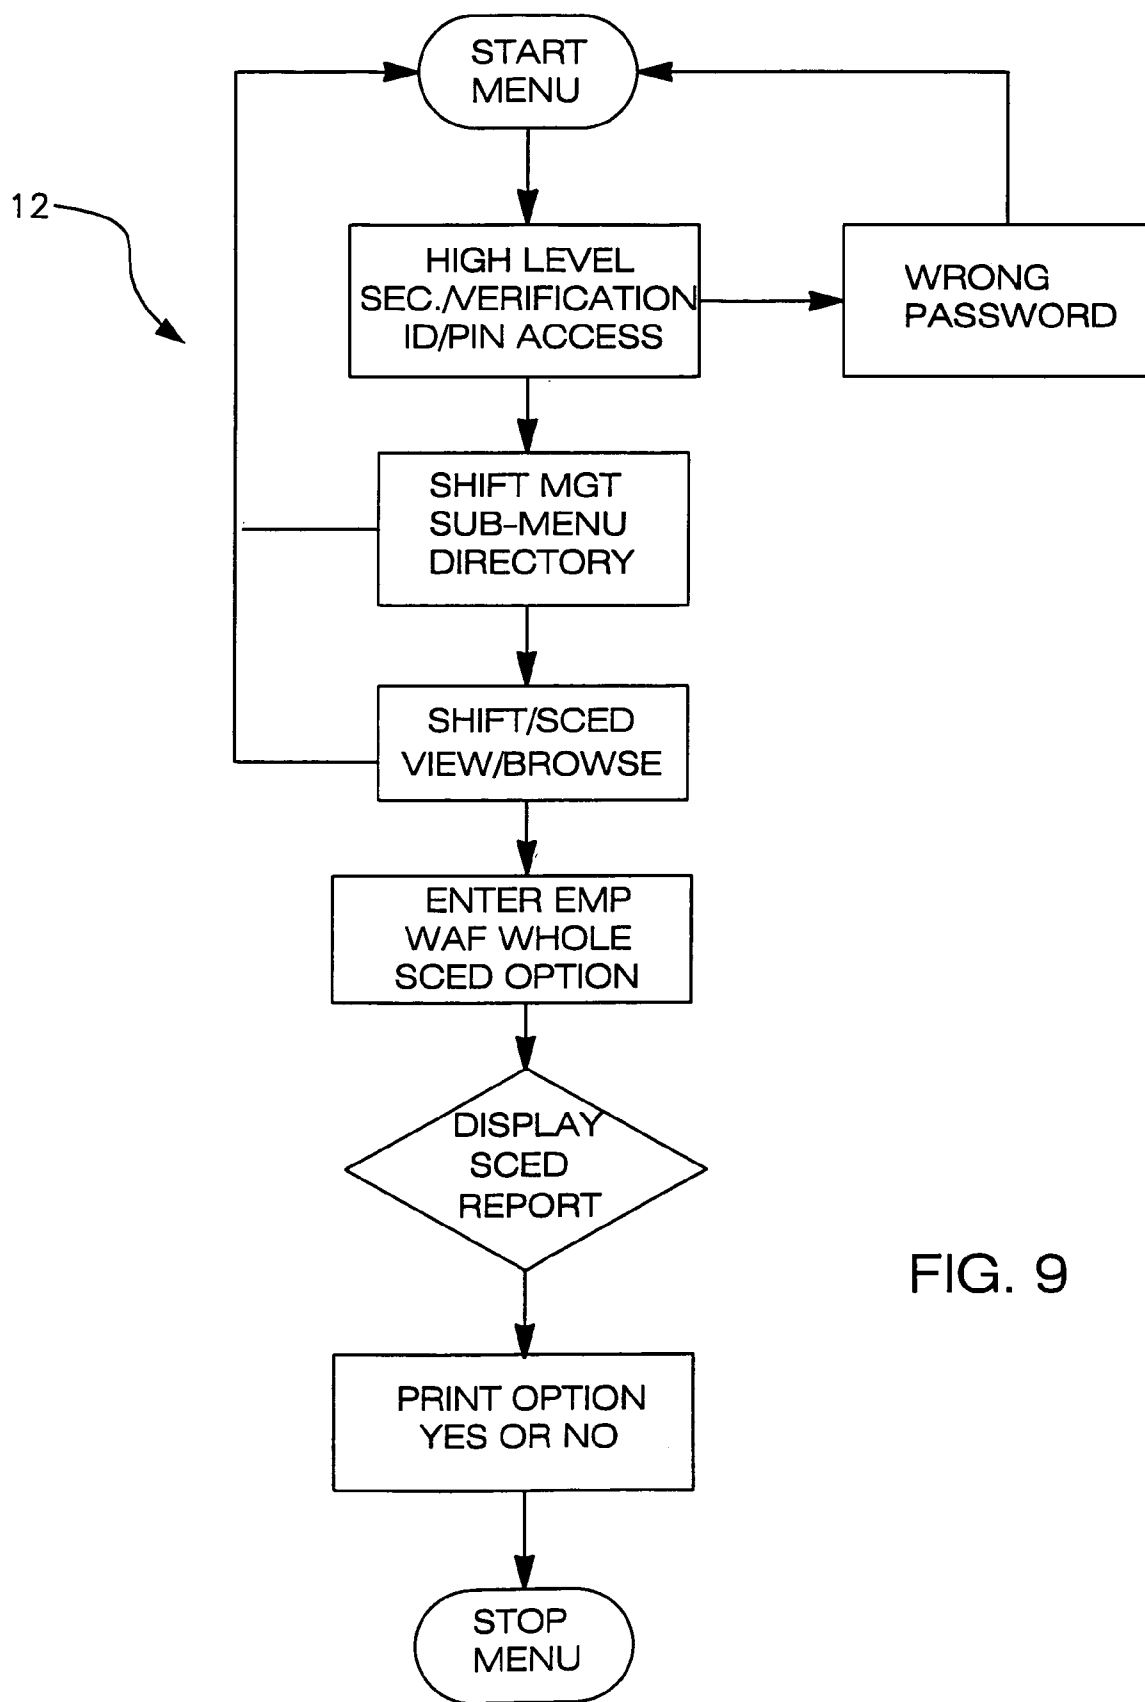 START
MENU
12
HIGH LEVEL
SEC./VERIFICATION
ID/PIN ACCESS
WRONG
PASSWORD
SHIFT MGT
SUB-MENU
DIRECTORY
SHIFT/SCED
VIEW/BROWSE
ENTER EMP
WAF WHOLE
SCED OPTION
DISPLAY
SCED
REPORT
FIG. 9
PRINT OPTION
YES OR NO
STOP
MENU